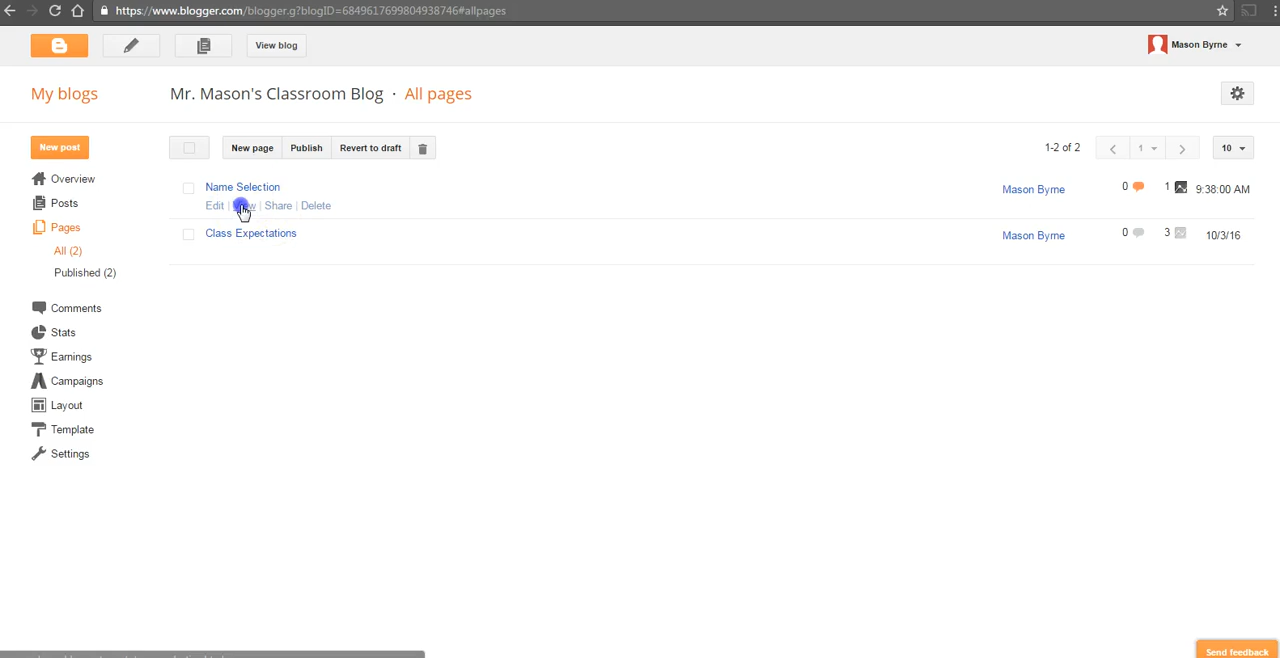 https://www.blogger.com/blogger.g?blogID=6849617699804938746#allpages
View blog
Mason Byrne
My blogs
Mr. Mason's Classroom Blog · All pages
New post
New page Publish Revert to draft
1-2 of 2
1
10
Overview
Posts
Pages
All (2)
Published (2)
Comments
Stats
Earnings
Campaigns
Layout
Template
Settings
Name Selection
Mason Byrne 0 1 9:38:00 AM
Edit | | Share | Delete
Class Expectations
Mason Byrne 0 3 10/3/16
Send feedback